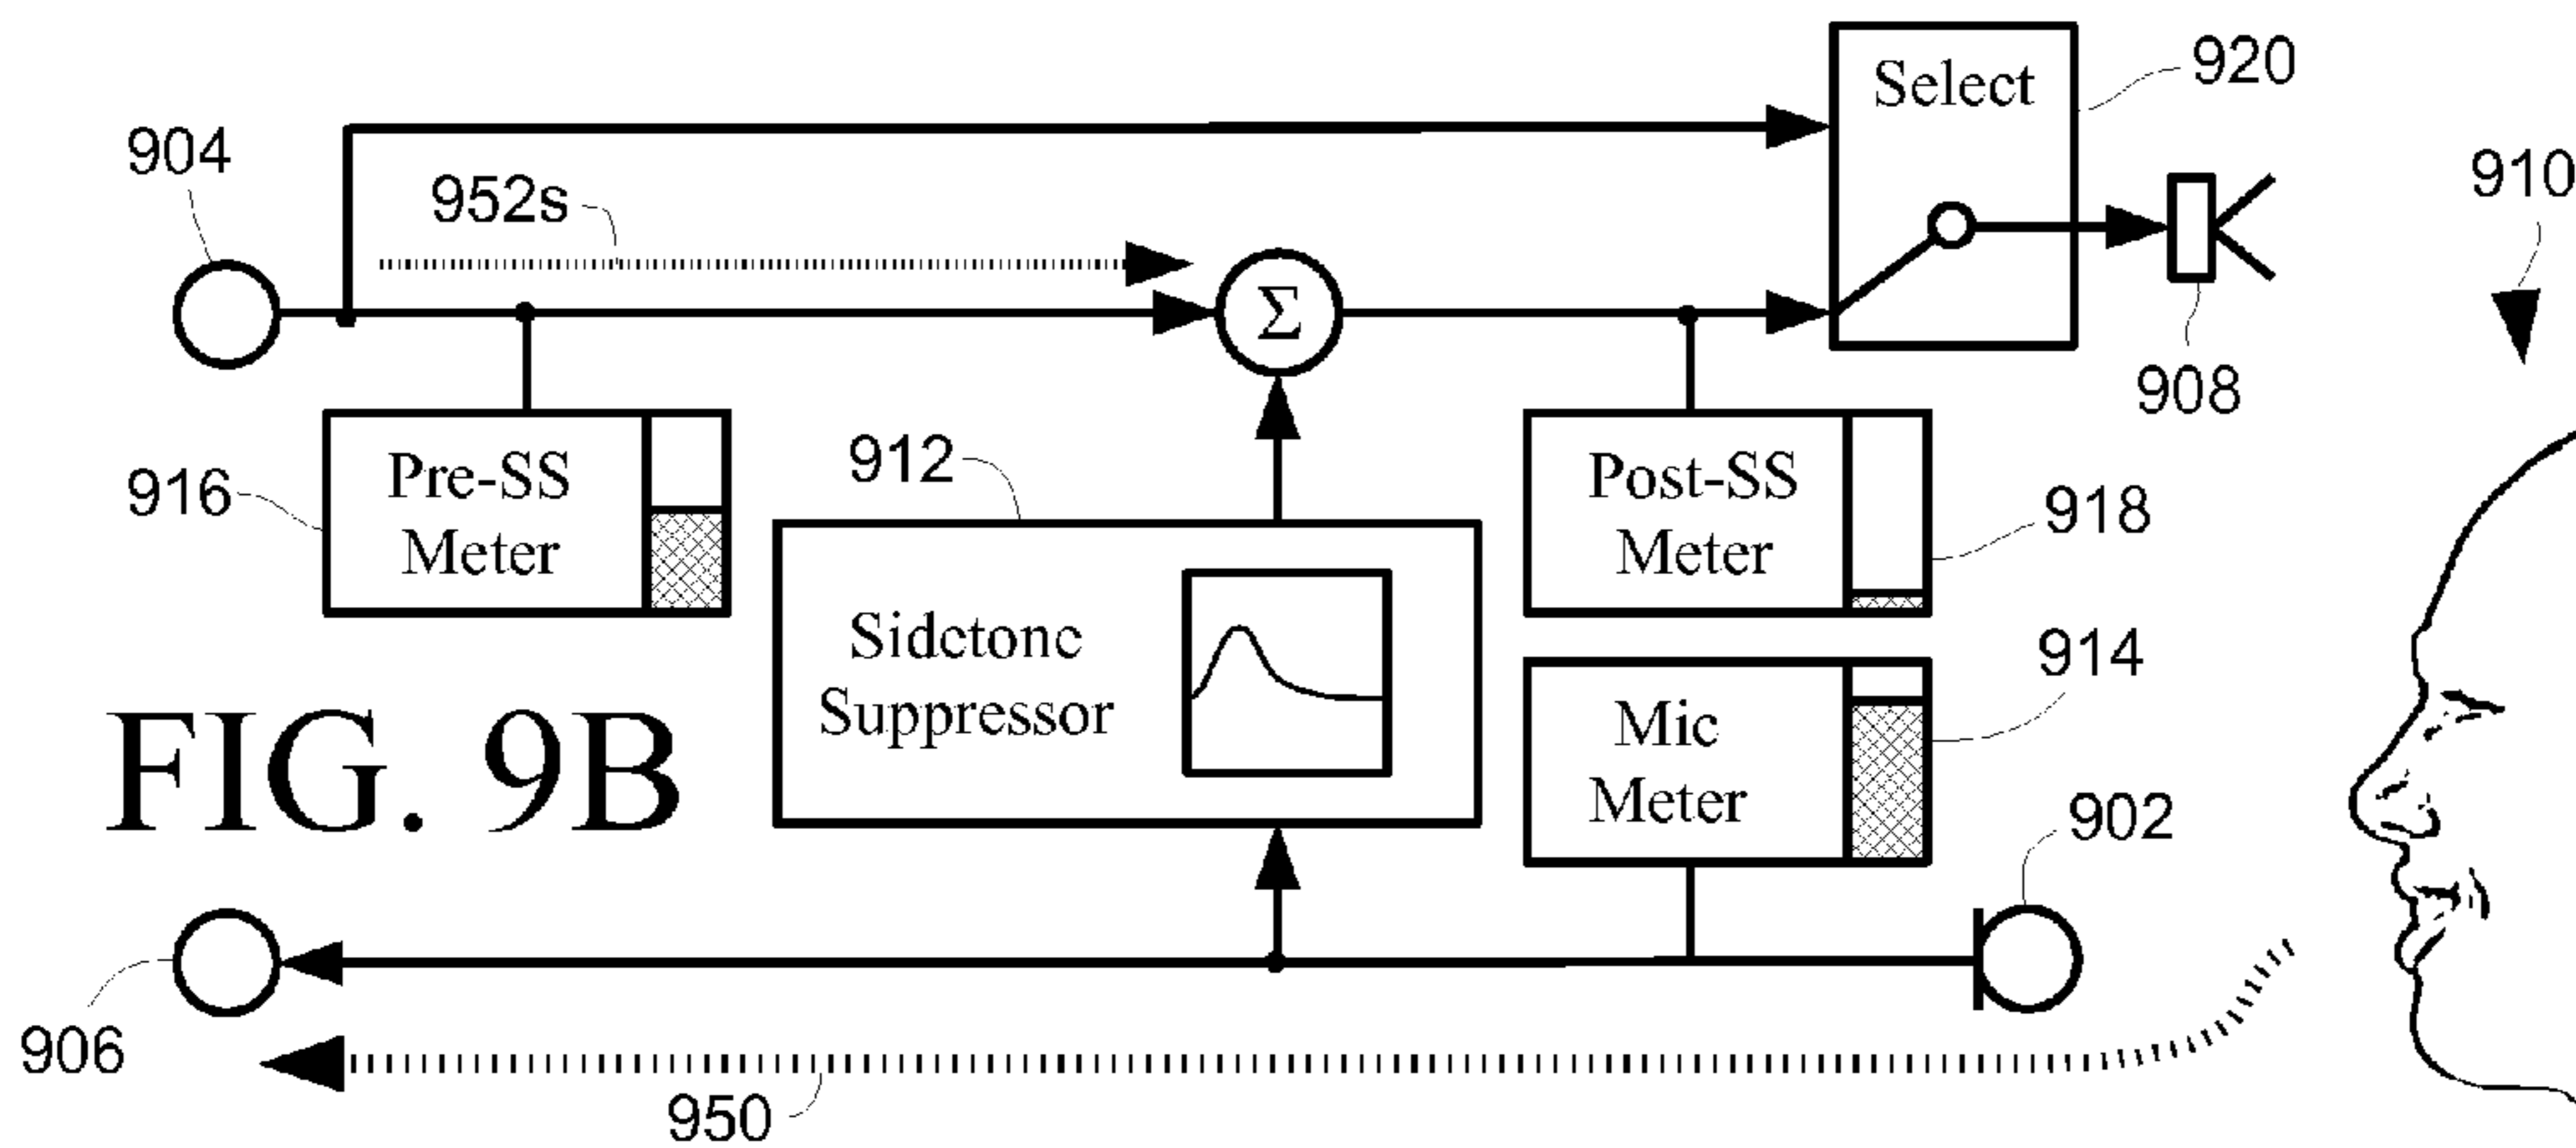 Select
920
904
910
952s
Σ
908
Pre-SS
Meter
916
912
Post-SS
Meter
918
Sidetone
Suppressor
914
Mic
Meter
FIG. 9B
902
906
950